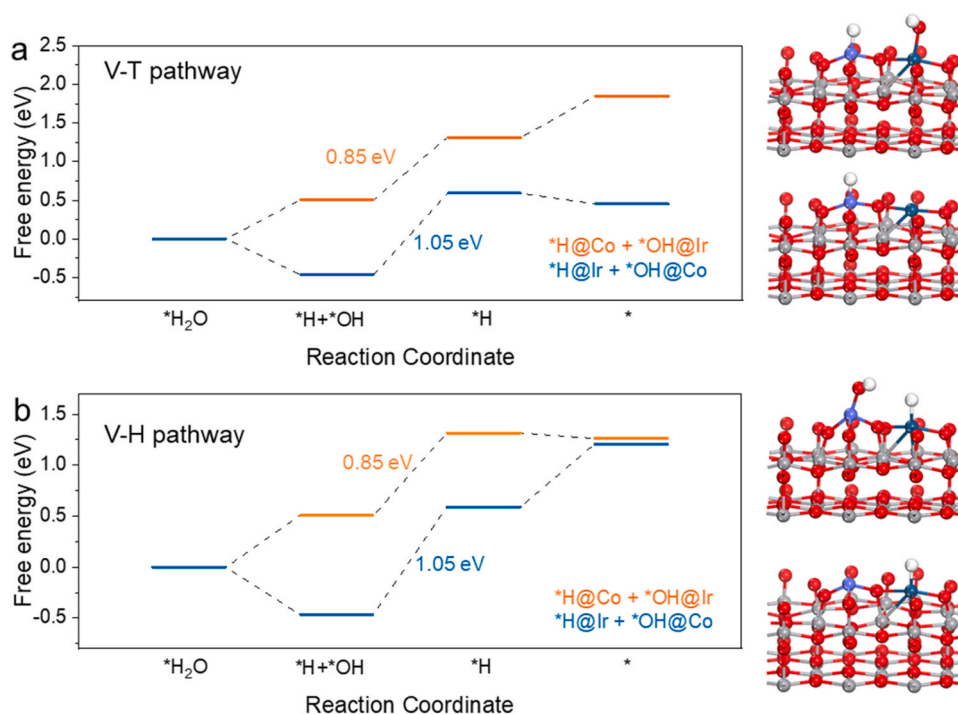 a
V-T pathway
Free energy (eV)
2.5
2.0
1.5
1.0
0.5
0.0
-0.5
0.85 eV
1.05 eV
*H@Co + *OH@Ir
*H@Ir + *OH@Co
*H₂O
*H+*OH
*H
*
Reaction Coordinate
b
V-H pathway
Free energy (eV)
1.5
1.0
0.5
0.0
-0.5
0.85 eV
1.05 eV
*H@Co + *OH@Ir
*H@Ir + *OH@Co
*H₂O
*H+*OH
*H
*
Reaction Coordinate